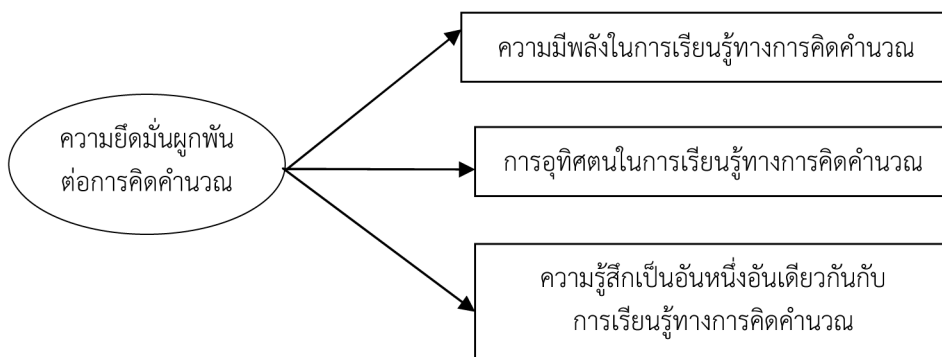 ความมีพลังในการเรียนรู้ทางการคิดคำนวณ
ความยึดมั่นผูกพัน
ต่อการคิดคำนวณ
การอุทิศตนในการเรียนรู้ทางการคิดคำนวณ
ความรู้สึกเป็นอันหนึ่งอันเดียวกันกับ
การเรียนรู้ทางการคิดคำนวณ